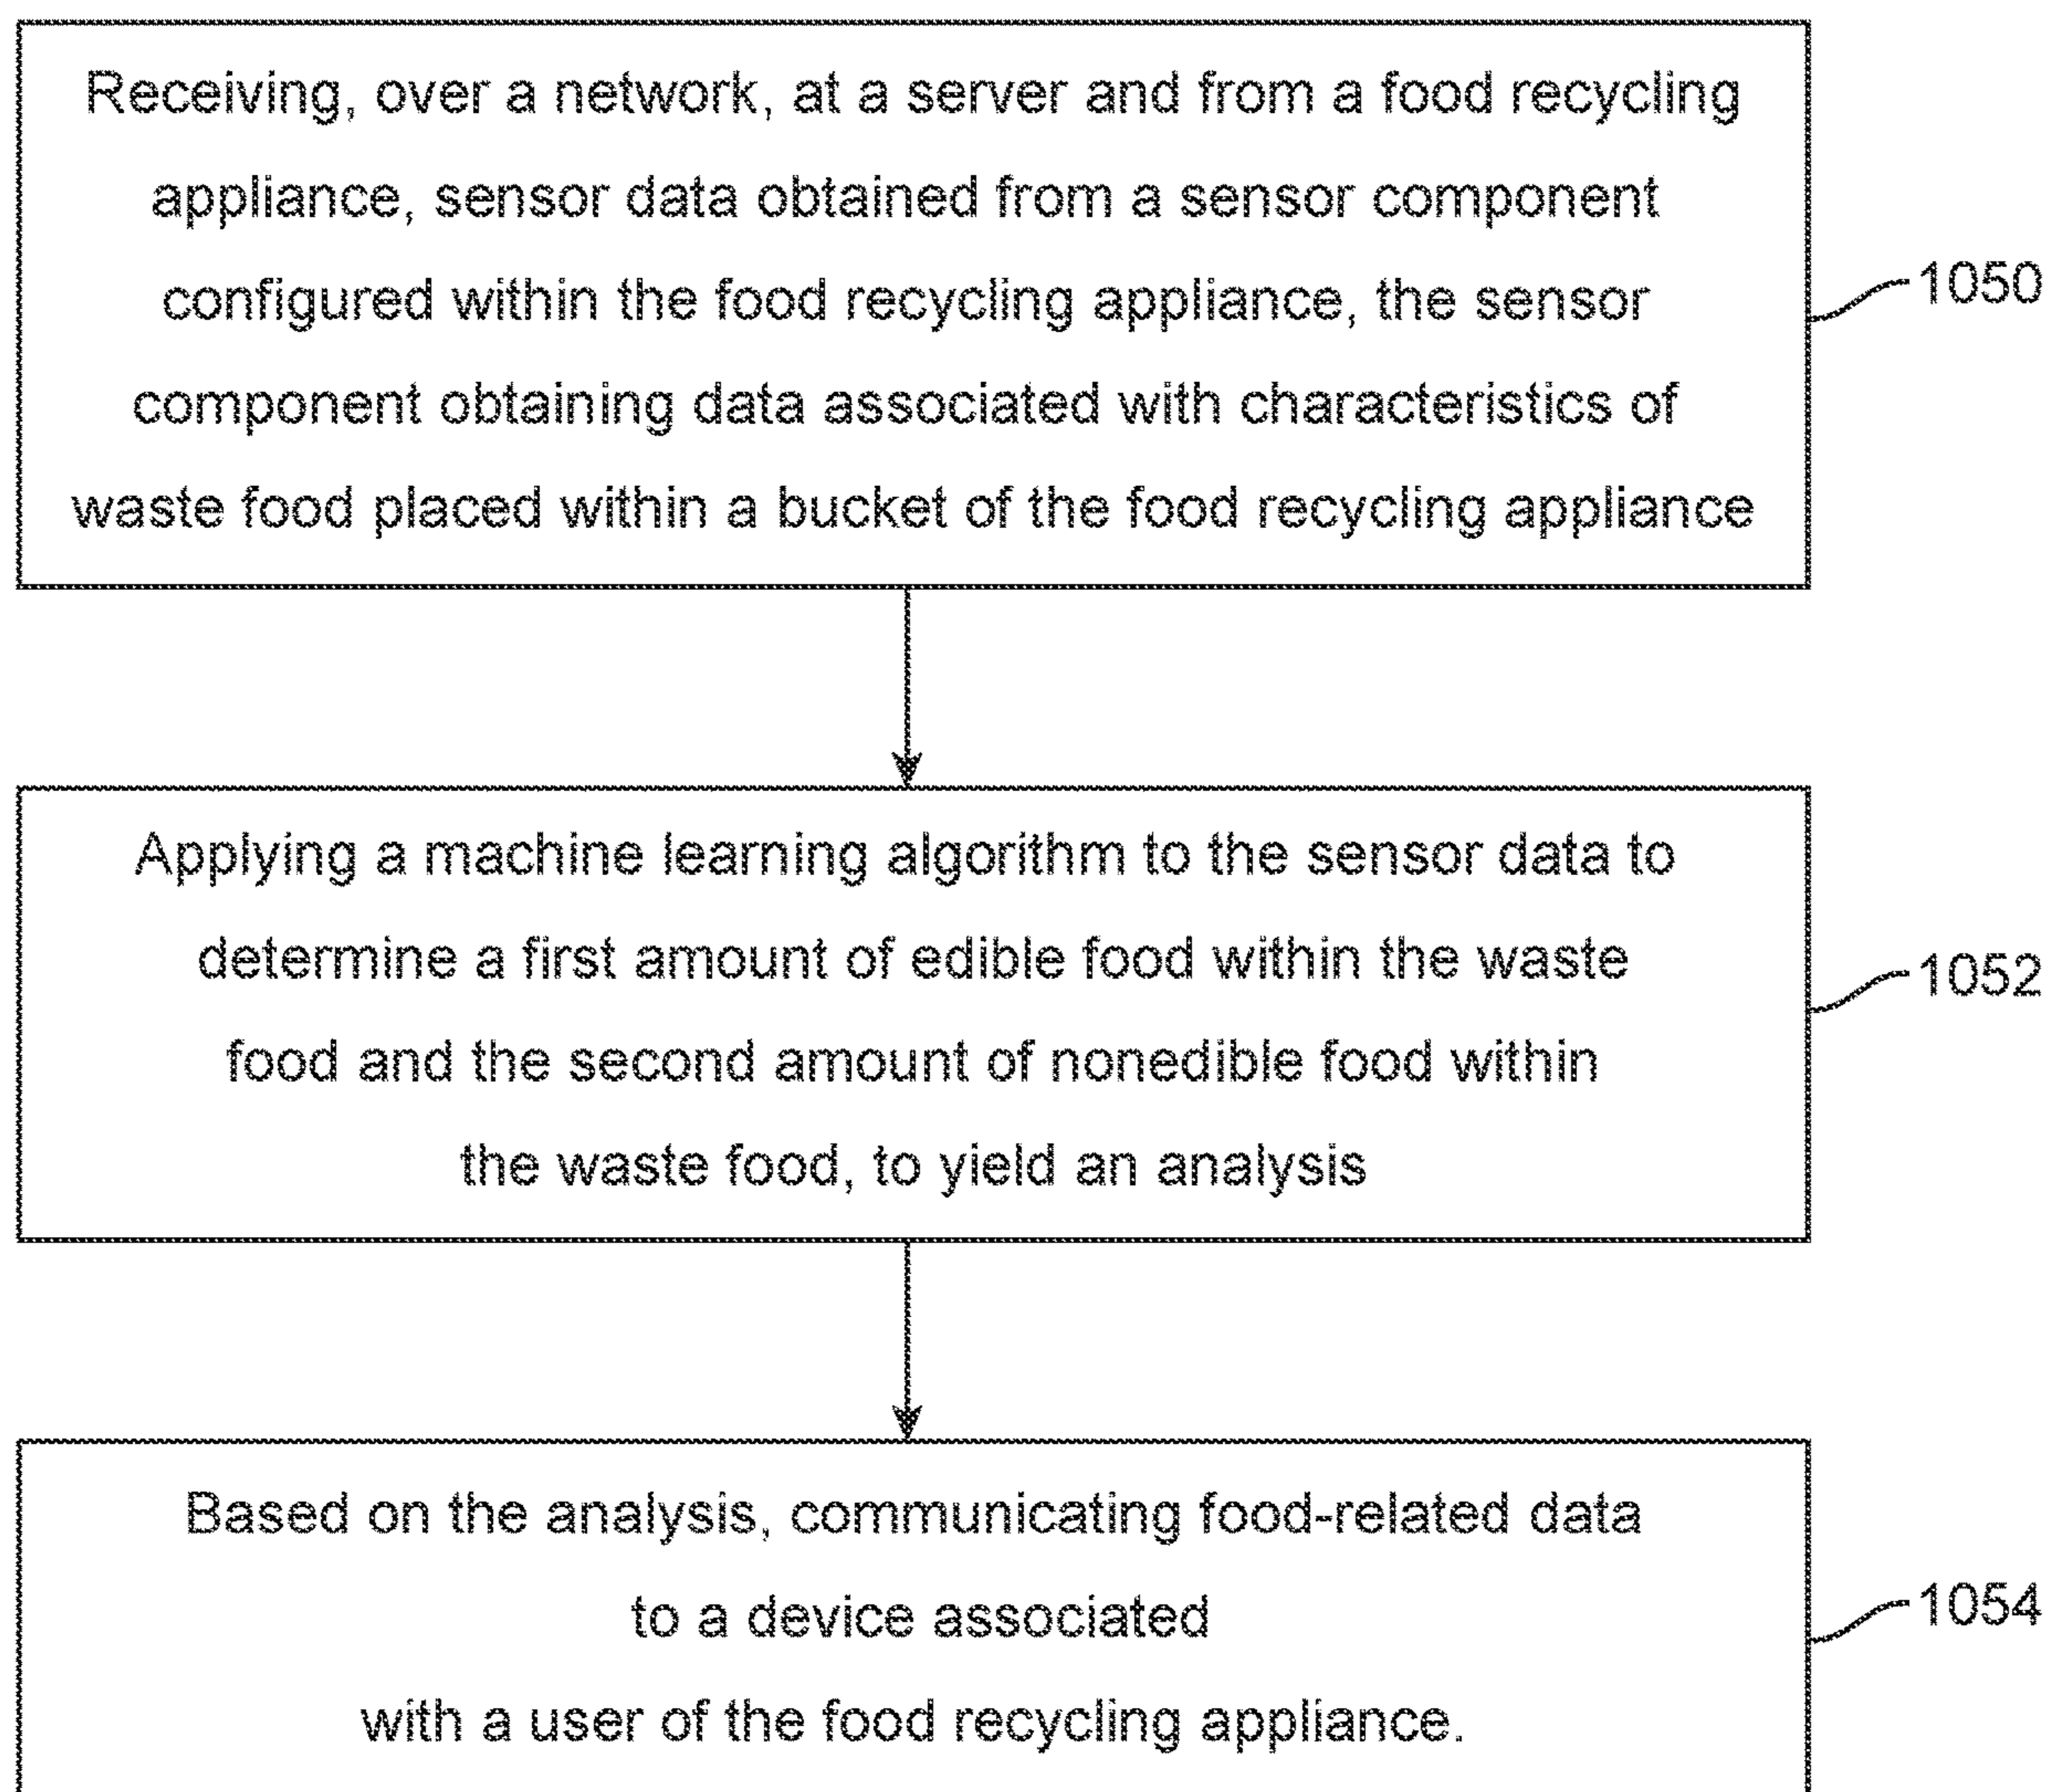 Receiving, over a network, at a server and from a food recycling
appliance, sensor data obtained from a sensor component
configured within the food recycling appliance, the sensor
component obtaining data associated with characteristics of
waste food placed within a bucket of the food recycling appliance
1050
Applying a machine learning algorithm to the sensor data to
determine a first amount of edible food within the waste
food and the second amount of nonedible food within
the waste food, to yield an analysis
1052
Based on the analysis, communicating food-related data
to a device associated
with a user of the food recycling appliance.
1054